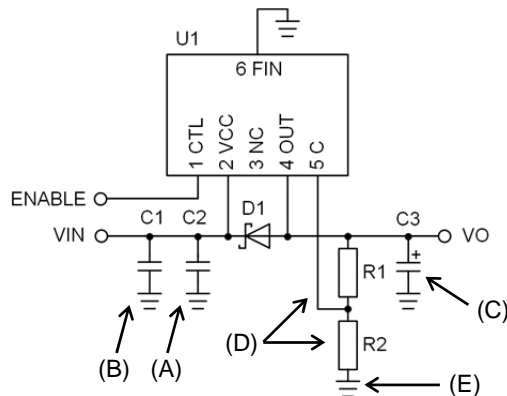 U1
6 FIN
1 CTL
2 VCC
3 NC
4 OUT
5 C
ENABLE
C1
C2
D1
C3
VIN
VO
+
R1
(C)
(D)
(B)
(A)
R2
(E)